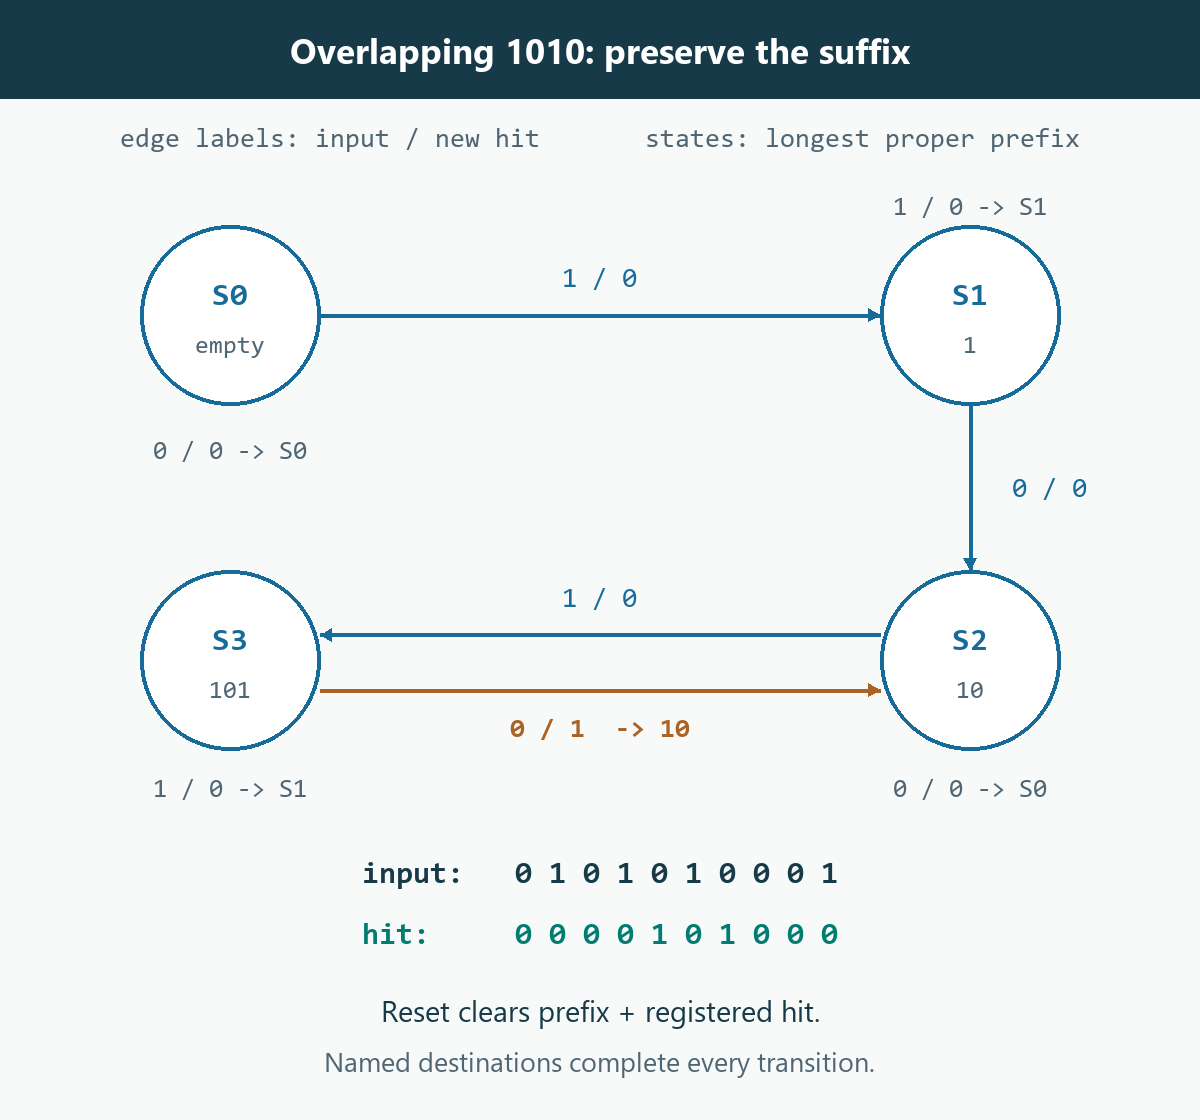 Overlapping 1010: preserve the suffix
edge labels: input / new hit
states: longest proper prefix
1 / 0 -> S1
1 / 0
S0
empty
S1
1
0 / 0 -> S0
0 / 0
1 / 0
S3
101
S2
10
0 / 1  -> 10
1 / 0 -> S1
0 / 0 -> S0
input: 0 1 0 1 0 1 0 0 0 1
hit: 0 0 0 0 1 0 1 0 0 0
Reset clears prefix + registered hit.
Named destinations complete every transition.